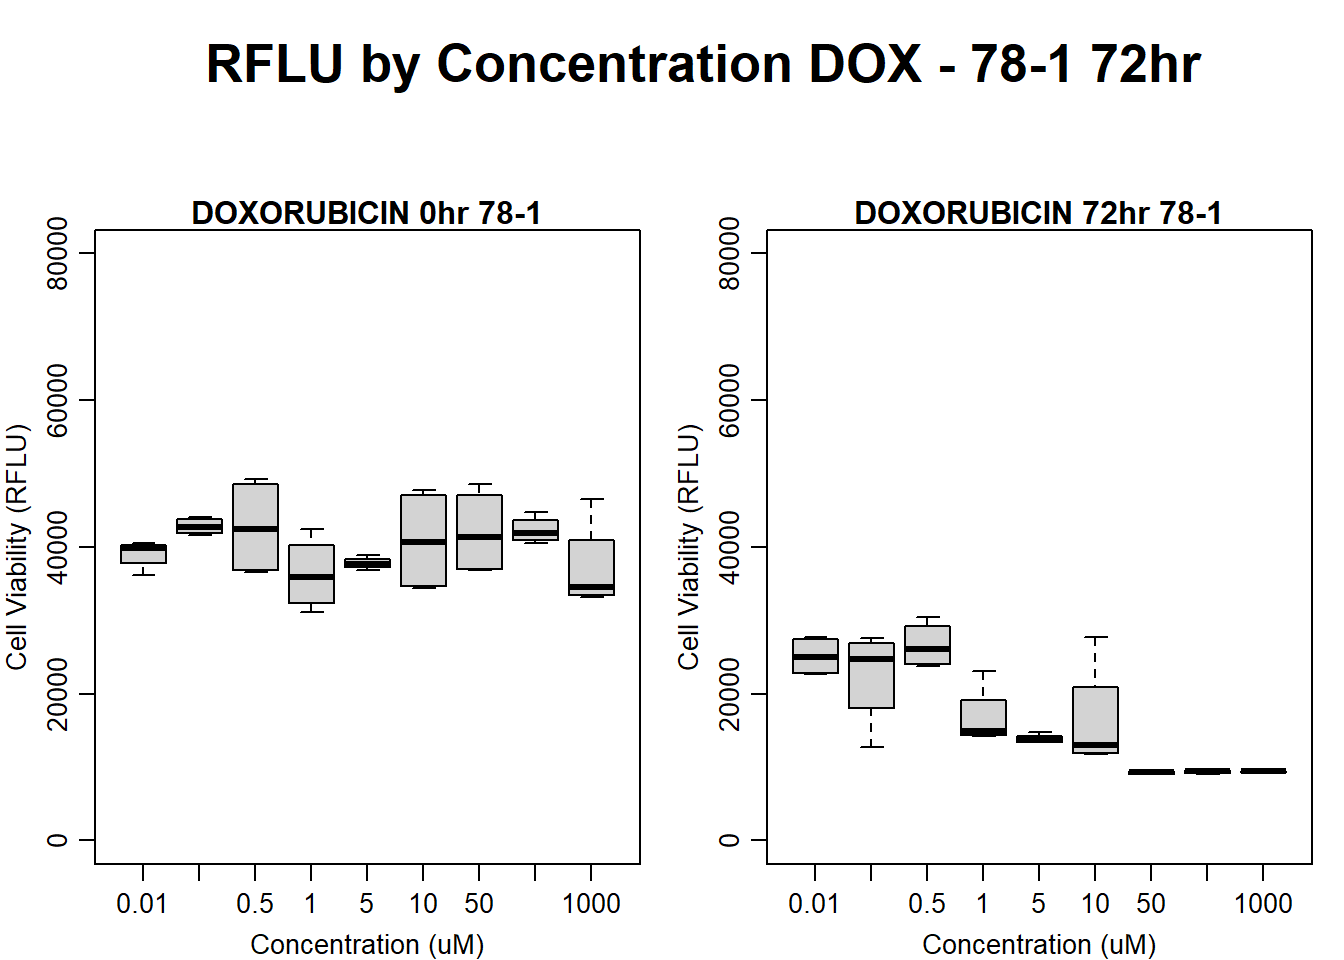 RFLU by Concentration DOX - 78-1 72hr
DOXORUBICIN 0hr 78-1
80000
60000
40000
20000
0
Cell Viability (RFLU)
0.01 0.5 1 5 10 50 1000
Concentration (uM)
DOXORUBICIN 72hr 78-1
80000
60000
40000
20000
0
Cell Viability (RFLU)
0.01 0.5 1 5 10 50 1000
Concentration (uM)